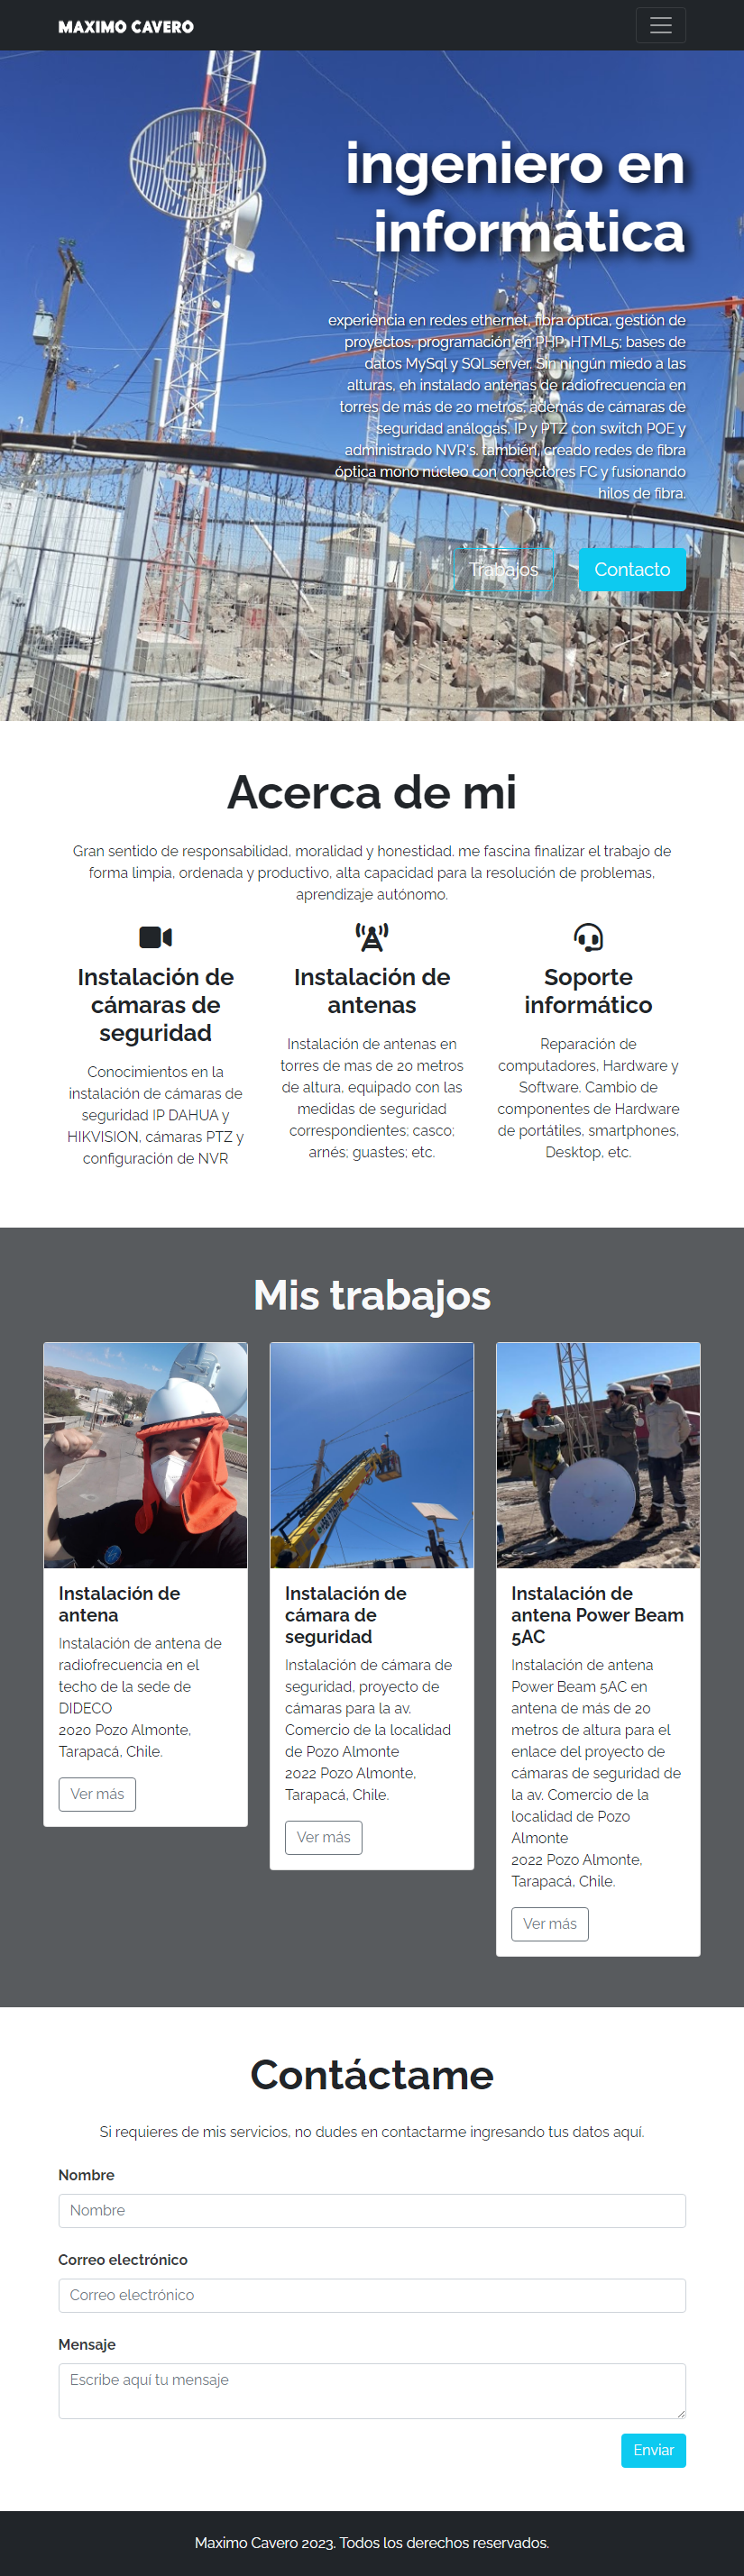 MAXIMO CAVERO
ingeniero en
informática
experiencia en redes ethernet, fibra óptica, gestión de
proyectos, programación en PHP, HTML5; bases de
datos MySql y SQLserver. Sin ningún miedo a las
alturas, eh instalado antenas de radiofrecuencia en
torres de más de 20 metros, además de cámaras de
seguridad análogas, IP y PTZ con switch POE y
administrado NVR's. también, creado redes de fibra
óptica mono núcleo con conectores FC y fusionando
hilos de fibra.
Trabajos
Contacto
Acerca de mi
Gran sentido de responsabilidad, moralidad y honestidad. me fascina finalizar el trabajo de
forma limpia, ordenada y productivo, alta capacidad para la resolución de problemas,
aprendizaje autónomo.
Instalación de
cámaras de
seguridad
Conocimientos en la
instalación de cámaras de
seguridad IP DAHUA y
HIKVISION, cámaras PTZ y
configuración de NVR
Instalación de
antenas
Instalación de antenas en
torres de mas de 20 metros
de altura, equipado con las
medidas de seguridad
correspondientes; casco;
arnés; guastes; etc.
Soporte
informático
Reparación de
computadores, Hardware y
Software. Cambio de
componentes de Hardware
de portátiles, smartphones,
Desktop, etc.
Mis trabajos
Instalación de
antena
Instalación de antena de
radiofrecuencia en el
techo de la sede de
DIDECO
2020 Pozo Almonte,
Tarapacá, Chile.
Ver más
Instalación de
cámara de
seguridad
Instalación de cámara de
seguridad, proyecto de
cámaras para la av.
Comercio de la localidad
de Pozo Almonte
2022 Pozo Almonte,
Tarapacá, Chile.
Ver más
Instalación de
antena Power Beam
5AC
Instalación de antena
Power Beam 5AC en
antena de más de 20
metros de altura para el
enlace del proyecto de
cámaras de seguridad de
la av. Comercio de la
localidad de Pozo
Almonte
2022 Pozo Almonte,
Tarapacá, Chile.
Ver más
Contáctame
Si requieres de mis servicios, no dudes en contactarme ingresando tus datos aquí.
Nombre
Nombre
Correo electrónico
Correo electrónico
Mensaje
Escribe aquí tu mensaje
Enviar
Maximo Cavero 2023. Todos los derechos reservados.